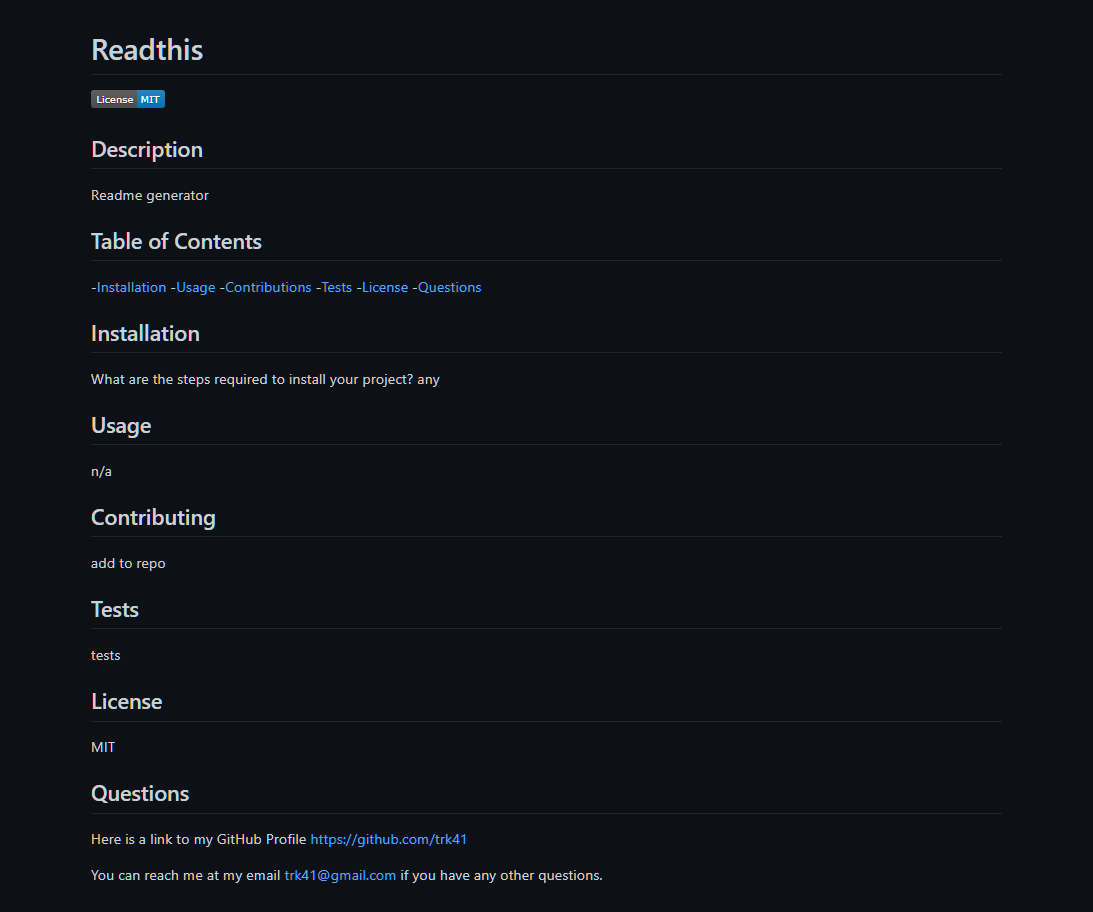 Readthis
License MIT
Description
Readme generator
Table of Contents
-Installation -Usage -Contributions -Tests -License -Questions
Installation
What are the steps required to install your project? any
Usage
n/a
Contributing
add to repo
Tests
tests
License
MIT
Questions
Here is a link to my GitHub Profile https://github.com/trk41
You can reach me at my email trk41@gmail.com if you have any other questions.